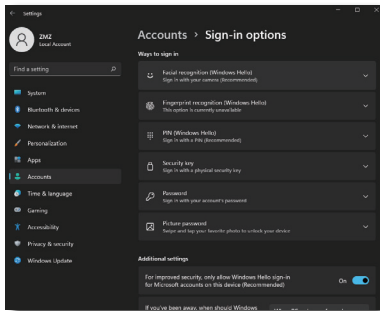 Settings
ZMZ
Local Account
Find a setting
System
Bluetooth & devices
Network & internet
Personalization
Apps
Accounts
Time & language
Gaming
Accessibility
Privacy & security
Windows Update
Accounts > Sign-in options
Ways to sign in
Facial recognition (Windows Hello)
Sign in with your camera (Recommended)
Fingerprint recognition (Windows Hello)
This option is currently unavailable
PIN (Windows Hello)
Sign in with a PIN (Recommended)
Security key
Sign in with a physical security key
Password
Sign in with your account's password
Picture password
Swipe and tap your favorite photo to unlock your device
Additional settings
For improved security, only allow Windows Hello sign-in
for Microsoft accounts on this device (Recommended)
On
If you've been away, when should Windows